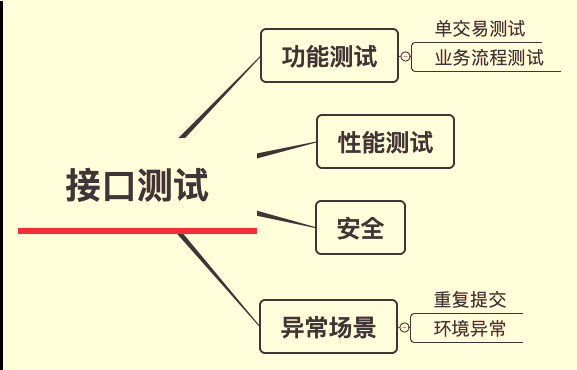 接口测试
功能测试
单交易测试
业务流程测试
性能测试
安全
异常场景
重复提交
环境异常